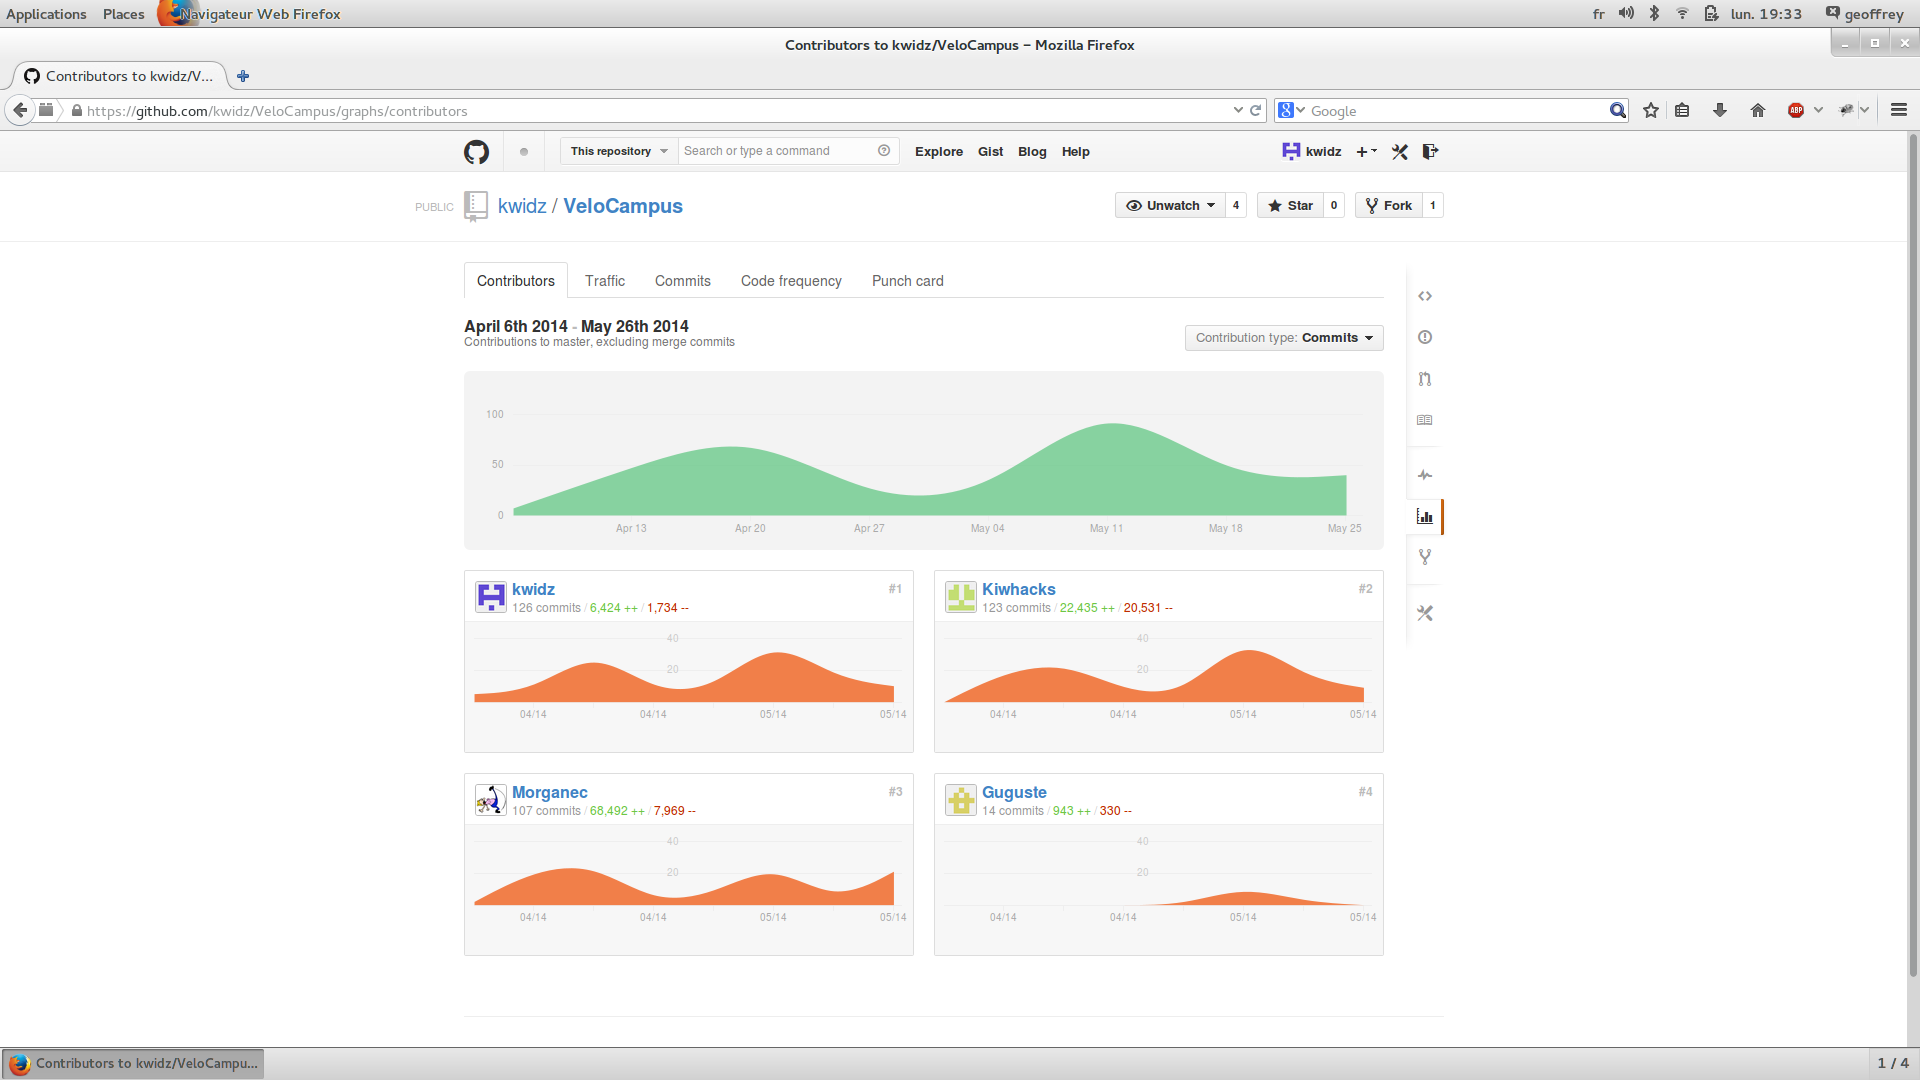 Applications Places Navigateur Web Firefox fr lun. 19:33 geoffrey
Contributors to kwidz/VeloCampus – Mozilla Firefox
Contributors to kwidz/V...
https://github.com/kwidz/VeloCampus/graphs/contributors Google ABP
This repository Search or type a command Explore Gist Blog Help kwidz
PUBLIC kwidz / VeloCampus Unwatch 4 Star 0 Fork 1
Contributors Traffic Commits Code frequency Punch card
April 6th 2014 - May 26th 2014
Contributions to master, excluding merge commits
Contribution type: Commits
100
50
0
Apr 13 Apr 20 Apr 27 May 04 May 11 May 18 May 25
kwidz #1
126 commits / 6,424 ++ / 1,734 --
40
20
04/14 04/14 05/14 05/14
Kiwhacks #2
123 commits / 22,435 ++ / 20,531 --
40
20
04/14 04/14 05/14 05/14
Morganec #3
107 commits / 68,492 ++ / 7,969 --
40
20
04/14 04/14 05/14 05/14
Guguste #4
14 commits / 943 ++ / 330 --
40
20
04/14 04/14 05/14 05/14
Contributors to kwidz/VeloCampu... 1 / 4